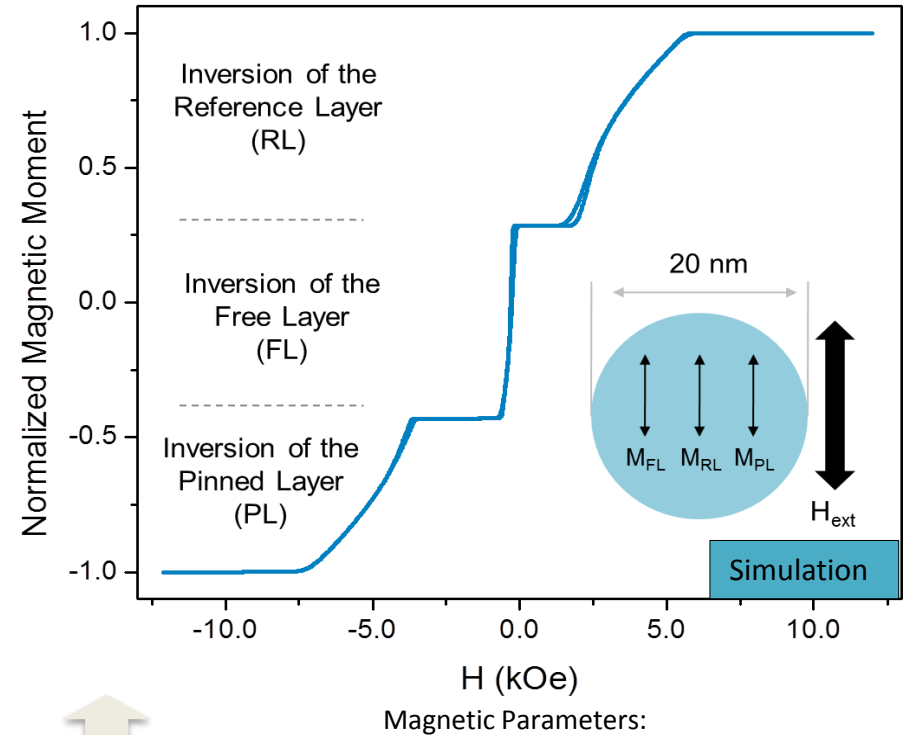 Normalized Magnetic Moment
1.0
0.5
0.0
-0.5
-1.0
Inversion of the
Reference Layer
(RL)
Inversion of the
Free Layer
(FL)
Inversion of the
Pinned Layer
(PL)
20 nm
M_FL M_RL M_PL
H_ext
Simulation
-10.0 -5.0 0.0 5.0 10.0
H (kOe)
Magnetic Parameters: